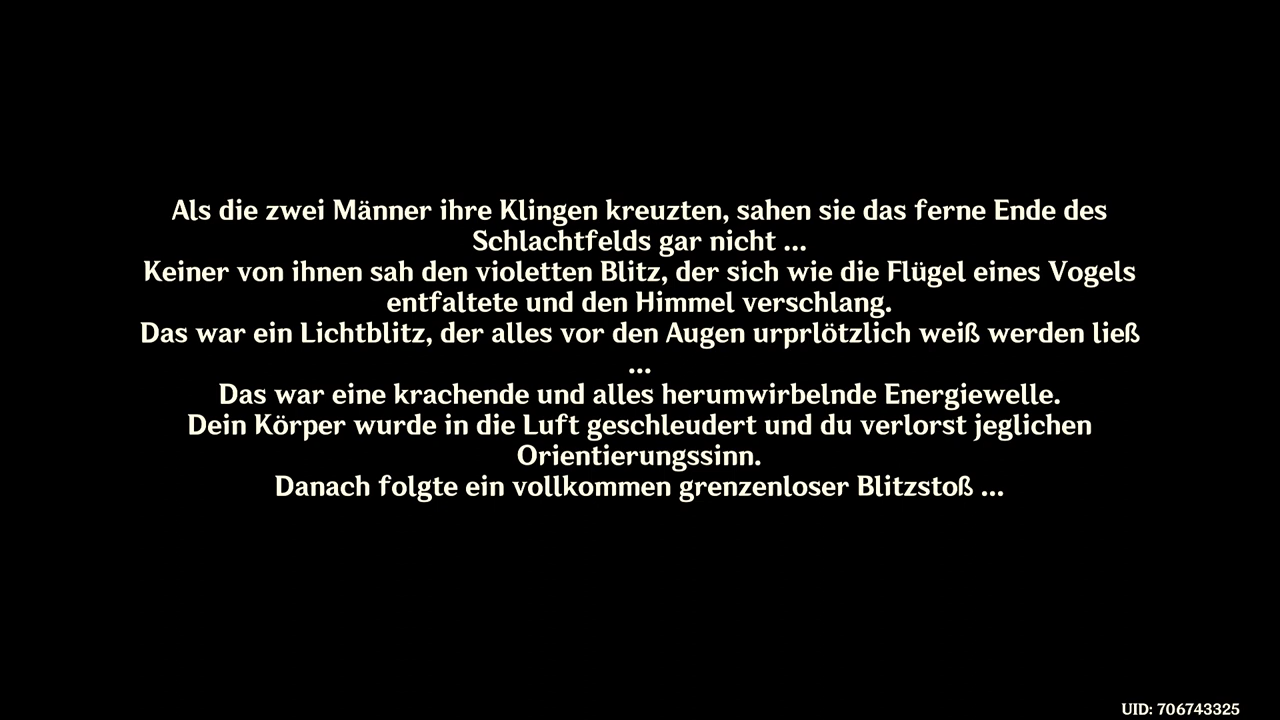 Als die zwei Männer ihre Klingen kreuzten, sahen sie das ferne Ende des
Schlachtfelds gar nicht ...
Keiner von ihnen sah den violetten Blitz, der sich wie die Flügel eines Vogels
entfaltete und den Himmel verschlang.
Das war ein Lichtblitz, der alles vor den Augen urprlötzlich weiß werden ließ
...
Das war eine krachende und alles herumwirbelnde Energiewelle.
Dein Körper wurde in die Luft geschleudert und du verlorst jeglichen
Orientierungssinn.
Danach folgte ein vollkommen grenzenloser Blitzstoß ...
UID: 706743325